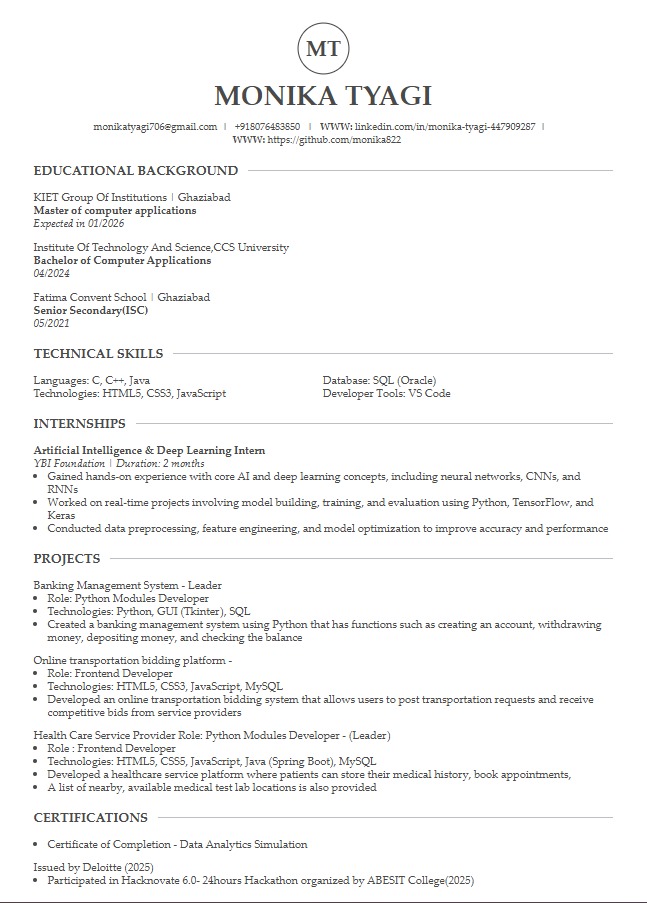 MT
MONIKA TYAGI
monikatyagi706@gmail.com | +918076483850 | WWW: linkedin.com/in/monika-tyagi-447909287 |
WWW: https://github.com/monika822
EDUCATIONAL BACKGROUND
KIET Group Of Institutions | Ghaziabad
Master of computer applications
Expected in 01/2026
Institute Of Technology And Science,CCS University
Bachelor of Computer Applications
04/2024
Fatima Convent School | Ghaziabad
Senior Secondary(ISC)
05/2021
TECHNICAL SKILLS
Languages: C, C++, Java
Technologies: HTML5, CSS3, JavaScript
Database: SQL (Oracle)
Developer Tools: VS Code
INTERNSHIPS
Artificial Intelligence & Deep Learning Intern
YBI Foundation | Duration: 2 months
• Gained hands-on experience with core AI and deep learning concepts, including neural networks, CNNs, and
RNNs
• Worked on real-time projects involving model building, training, and evaluation using Python, TensorFlow, and
Keras
• Conducted data preprocessing, feature engineering, and model optimization to improve accuracy and performance
PROJECTS
Banking Management System - Leader
• Role: Python Modules Developer
• Technologies: Python, GUI (Tkinter), SQL
• Created a banking management system using Python that has functions such as creating an account, withdrawing
money, depositing money, and checking the balance
Online transportation bidding platform -
• Role: Frontend Developer
• Technologies: HTML5, CSS3, JavaScript, MySQL
• Developed an online transportation bidding system that allows users to post transportation requests and receive
competitive bids from service providers
Health Care Service Provider Role: Python Modules Developer - (Leader)
• Role : Frontend Developer
• Technologies: HTML5, CSS5, JavaScript, Java (Spring Boot), MySQL
• Developed a healthcare service platform where patients can store their medical history, book appointments,
• A list of nearby, available medical test lab locations is also provided
CERTIFICATIONS
• Certificate of Completion - Data Analytics Simulation
Issued by Deloitte (2025)
• Participated in Hacknovate 6.0- 24hours Hackathon organized by ABESIT College(2025)